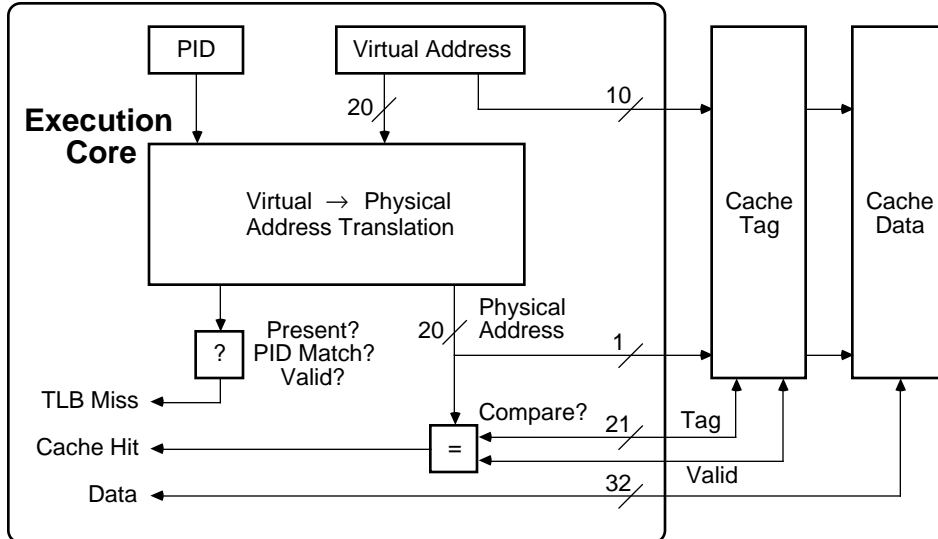 PID
Virtual Address
20
10
Execution
Core
Virtual → Physical
Address Translation
Cache
Tag
Cache
Data
Physical
Address
20
1
?
Present?
PID Match?
Valid?
TLB Miss
Compare?
21
Tag
Cache Hit
=
Valid
Data
32